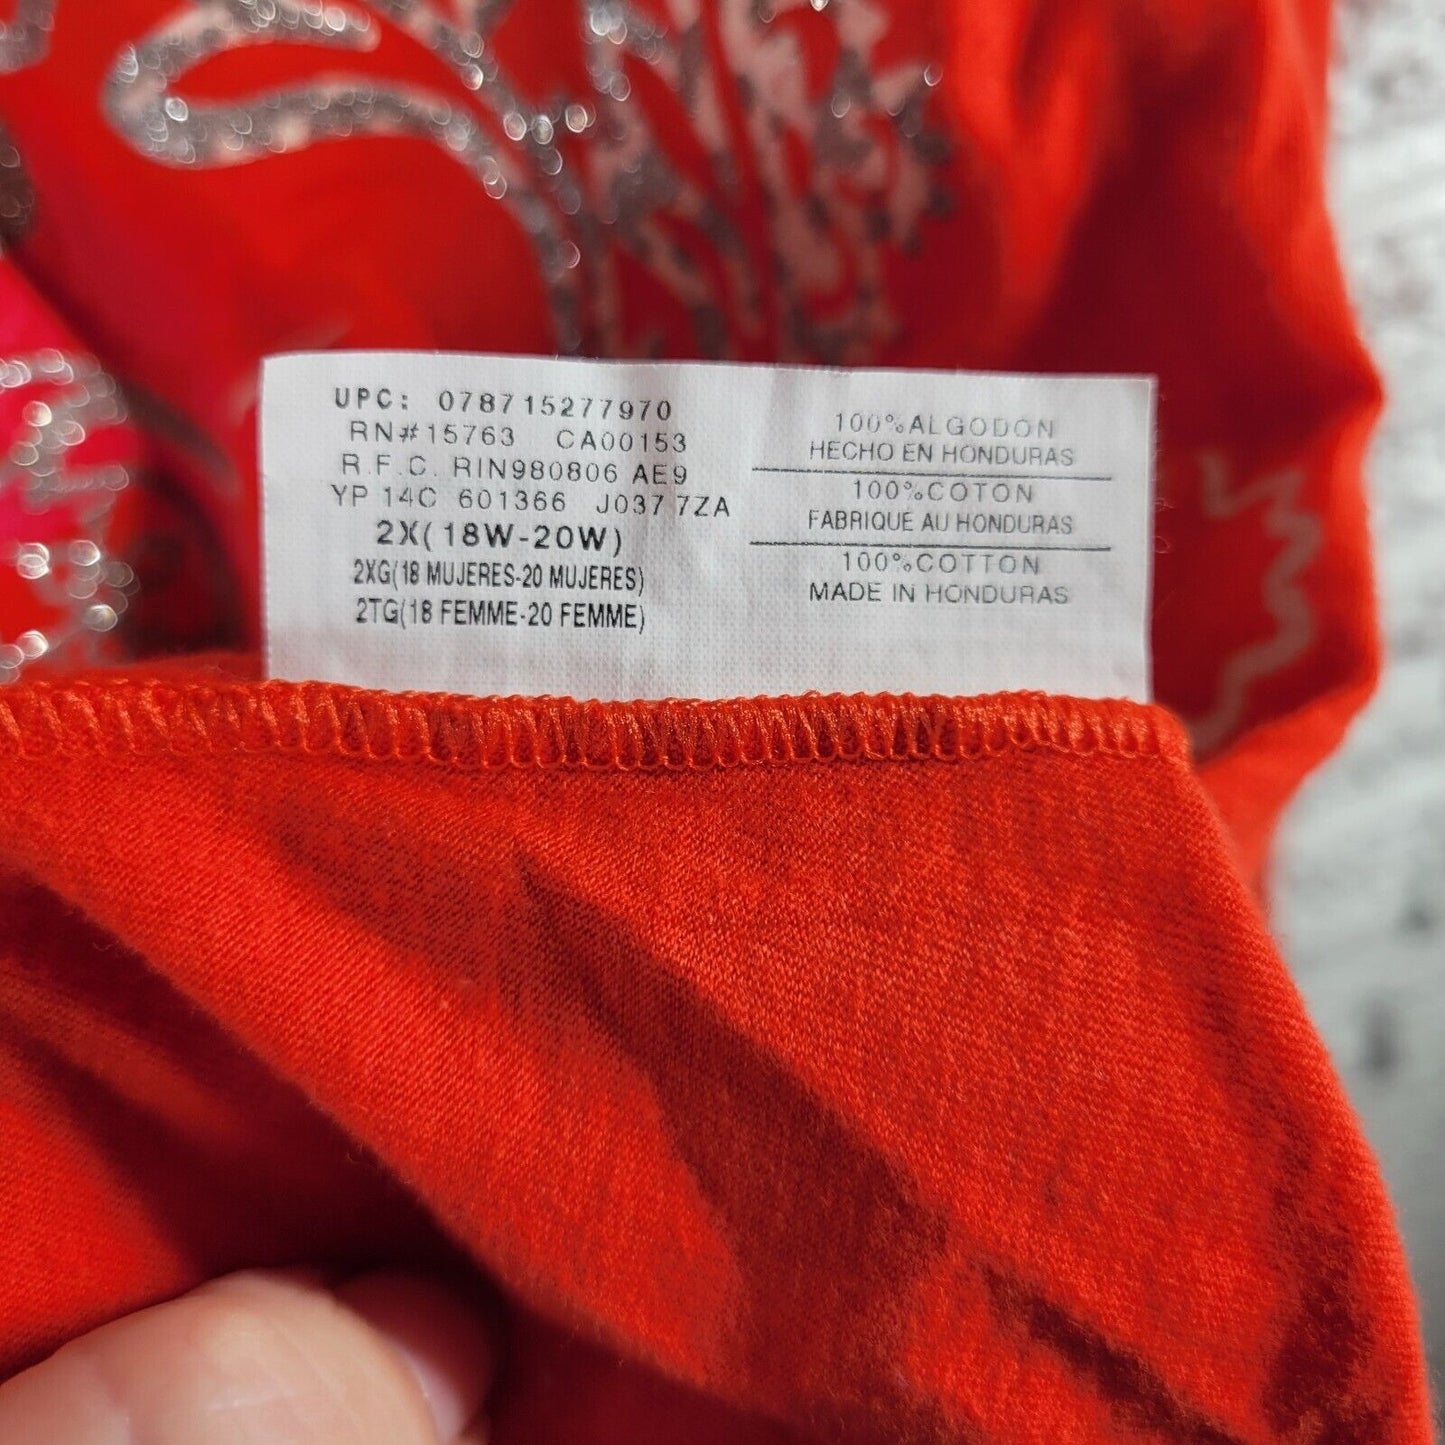 UPC: 078715277970
RN#15763 CA00153
R.F.C. RIN980806 AE9
YP 14C 601366 J037 7ZA
2X(18W-20W)
2XG(18 MUJERES-20 MUJERES)
2TG(18 FEMME-20 FEMME)
100%ALGODON
HECHO EN HONDURAS
100%COTON
FABRIQUE AU HONDURAS
100%COTTON
MADE IN HONDURAS